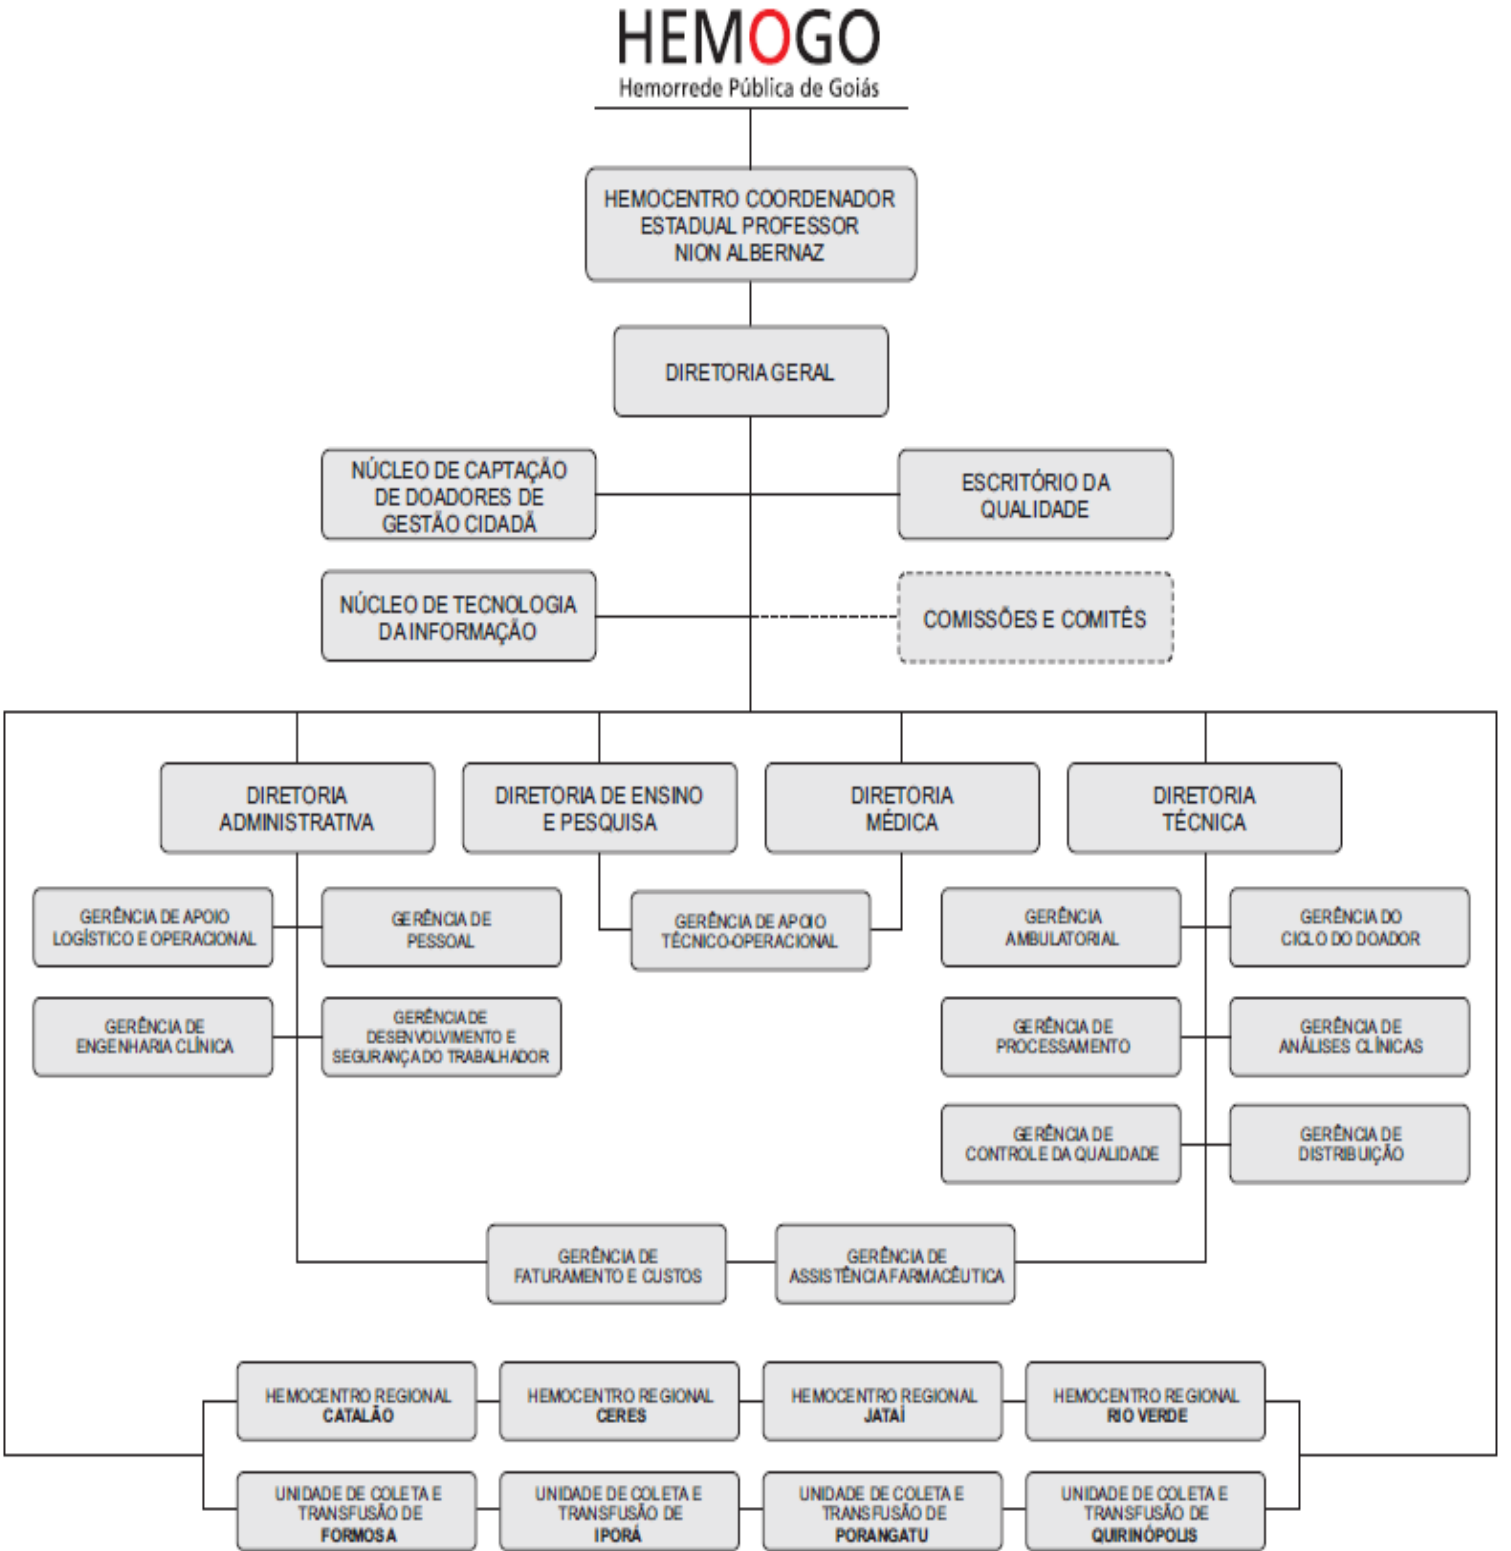 HEMOGO
Hemorrede Pública de Goiás
HEMOCENTRO COORDENADOR
ESTADUAL PROFESSOR
NION ALBERNAZ
DIRETORIA GERAL
NÚCLEO DE CAPTAÇÃO
DE DOADORES DE
GESTÃO CIDADÃ
ESCRITÓRIO DA
QUALIDADE
NÚCLEO DE TECNOLOGIA
DA INFORMAÇÃO
COMISSÕES E COMITÊS
DIRETORIA
ADMINISTRATIVA
DIRETORIA DE ENSINO
E PESQUISA
DIRETORIA
MÉDICA
DIRETORIA
TÉCNICA
GERÊNCIA DE APOIO
LOGÍSTICO E OPERACIONAL
GERÊNCIA DE
PESSOAL
GERÊNCIA DE APOIO
TÉCNICO-OPERACIONAL
GERÊNCIA
AMBULATORIAL
GERÊNCIA DO
CICLO DO DOADOR
GERÊNCIA DE
ENGENHARIA CLÍNICA
GERÊNCIA DE
DESENVOLVIMENTO E
SEGURANÇA DO TRABALHADOR
GERÊNCIA DE
PROCESSAMENTO
GERÊNCIA DE
ANÁLISES CLÍNICAS
GERÊNCIA DE
CONTROLE DA QUALIDADE
GERÊNCIA DE
DISTRIBUIÇÃO
GERÊNCIA DE
FATURAMENTO E CUSTOS
GERÊNCIA DE
ASSISTÊNCIA FARMACÊUTICA
HEMOCENTRO REGIONAL
CATALÃO
HEMOCENTRO REGIONAL
CERES
HEMOCENTRO REGIONAL
JATAÍ
HEMOCENTRO REGIONAL
RIO VERDE
UNIDADE DE COLETA E
TRANSFUSÃO DE
FORMOSA
UNIDADE DE COLETA E
TRANSFUSÃO DE
IPORÁ
UNIDADE DE COLETA E
TRANSFUSÃO DE
PORANGATU
UNIDADE DE COLETA E
TRANSFUSÃO DE
QUIRINÓPOLIS